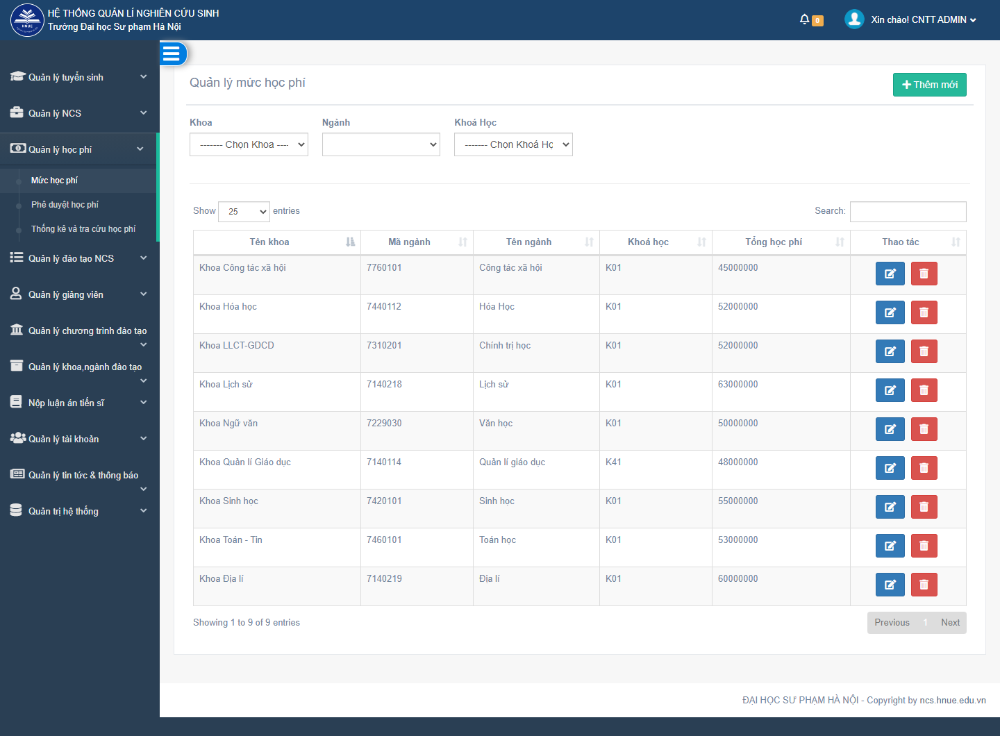 HỆ THỐNG QUẢN LÍ NGHIÊN CỨU SINH
Trường Đại học Sư phạm Hà Nội
HNUE
0
Xin chào! CNTT ADMIN
Quản lý tuyển sinh
Quản lý NCS
Quản lý học phí
Mức học phí
Phê duyệt học phí
Thống kê và tra cứu học phí
Quản lý đào tạo NCS
Quản lý giảng viên
Quản lý chương trình đào tạo
Quản lý khoa,ngành đào tạo
Nộp luận án tiến sĩ
Quản lý tài khoản
Quản lý tin tức & thông báo
Quản trị hệ thống
Quản lý mức học phí
Thêm mới
Khoa Ngành Khoá Học
------- Chọn Khoa ---- ------- Chọn Khoá Họ
Show 25 entries Search:
Tên khoa Mã ngành Tên ngành Khoá học Tổng học phí Thao tác
Khoa Công tác xã hội 7760101 Công tác xã hội K01 45000000
Khoa Hóa học 7440112 Hóa Học K01 52000000
Khoa LLCT-GDCD 7310201 Chính trị học K01 52000000
Khoa Lịch sử 7140218 Lịch sử K01 63000000
Khoa Ngữ văn 7229030 Văn học K01 50000000
Khoa Quản lí Giáo dục 7140114 Quản lí giáo dục K41 48000000
Khoa Sinh học 7420101 Sinh học K01 55000000
Khoa Toán - Tin 7460101 Toán học K01 53000000
Khoa Địa lí 7140219 Địa lí K01 60000000
Showing 1 to 9 of 9 entries Previous 1 Next
ĐẠI HỌC SƯ PHẠM HÀ NỘI - Copyright by ncs.hnue.edu.vn